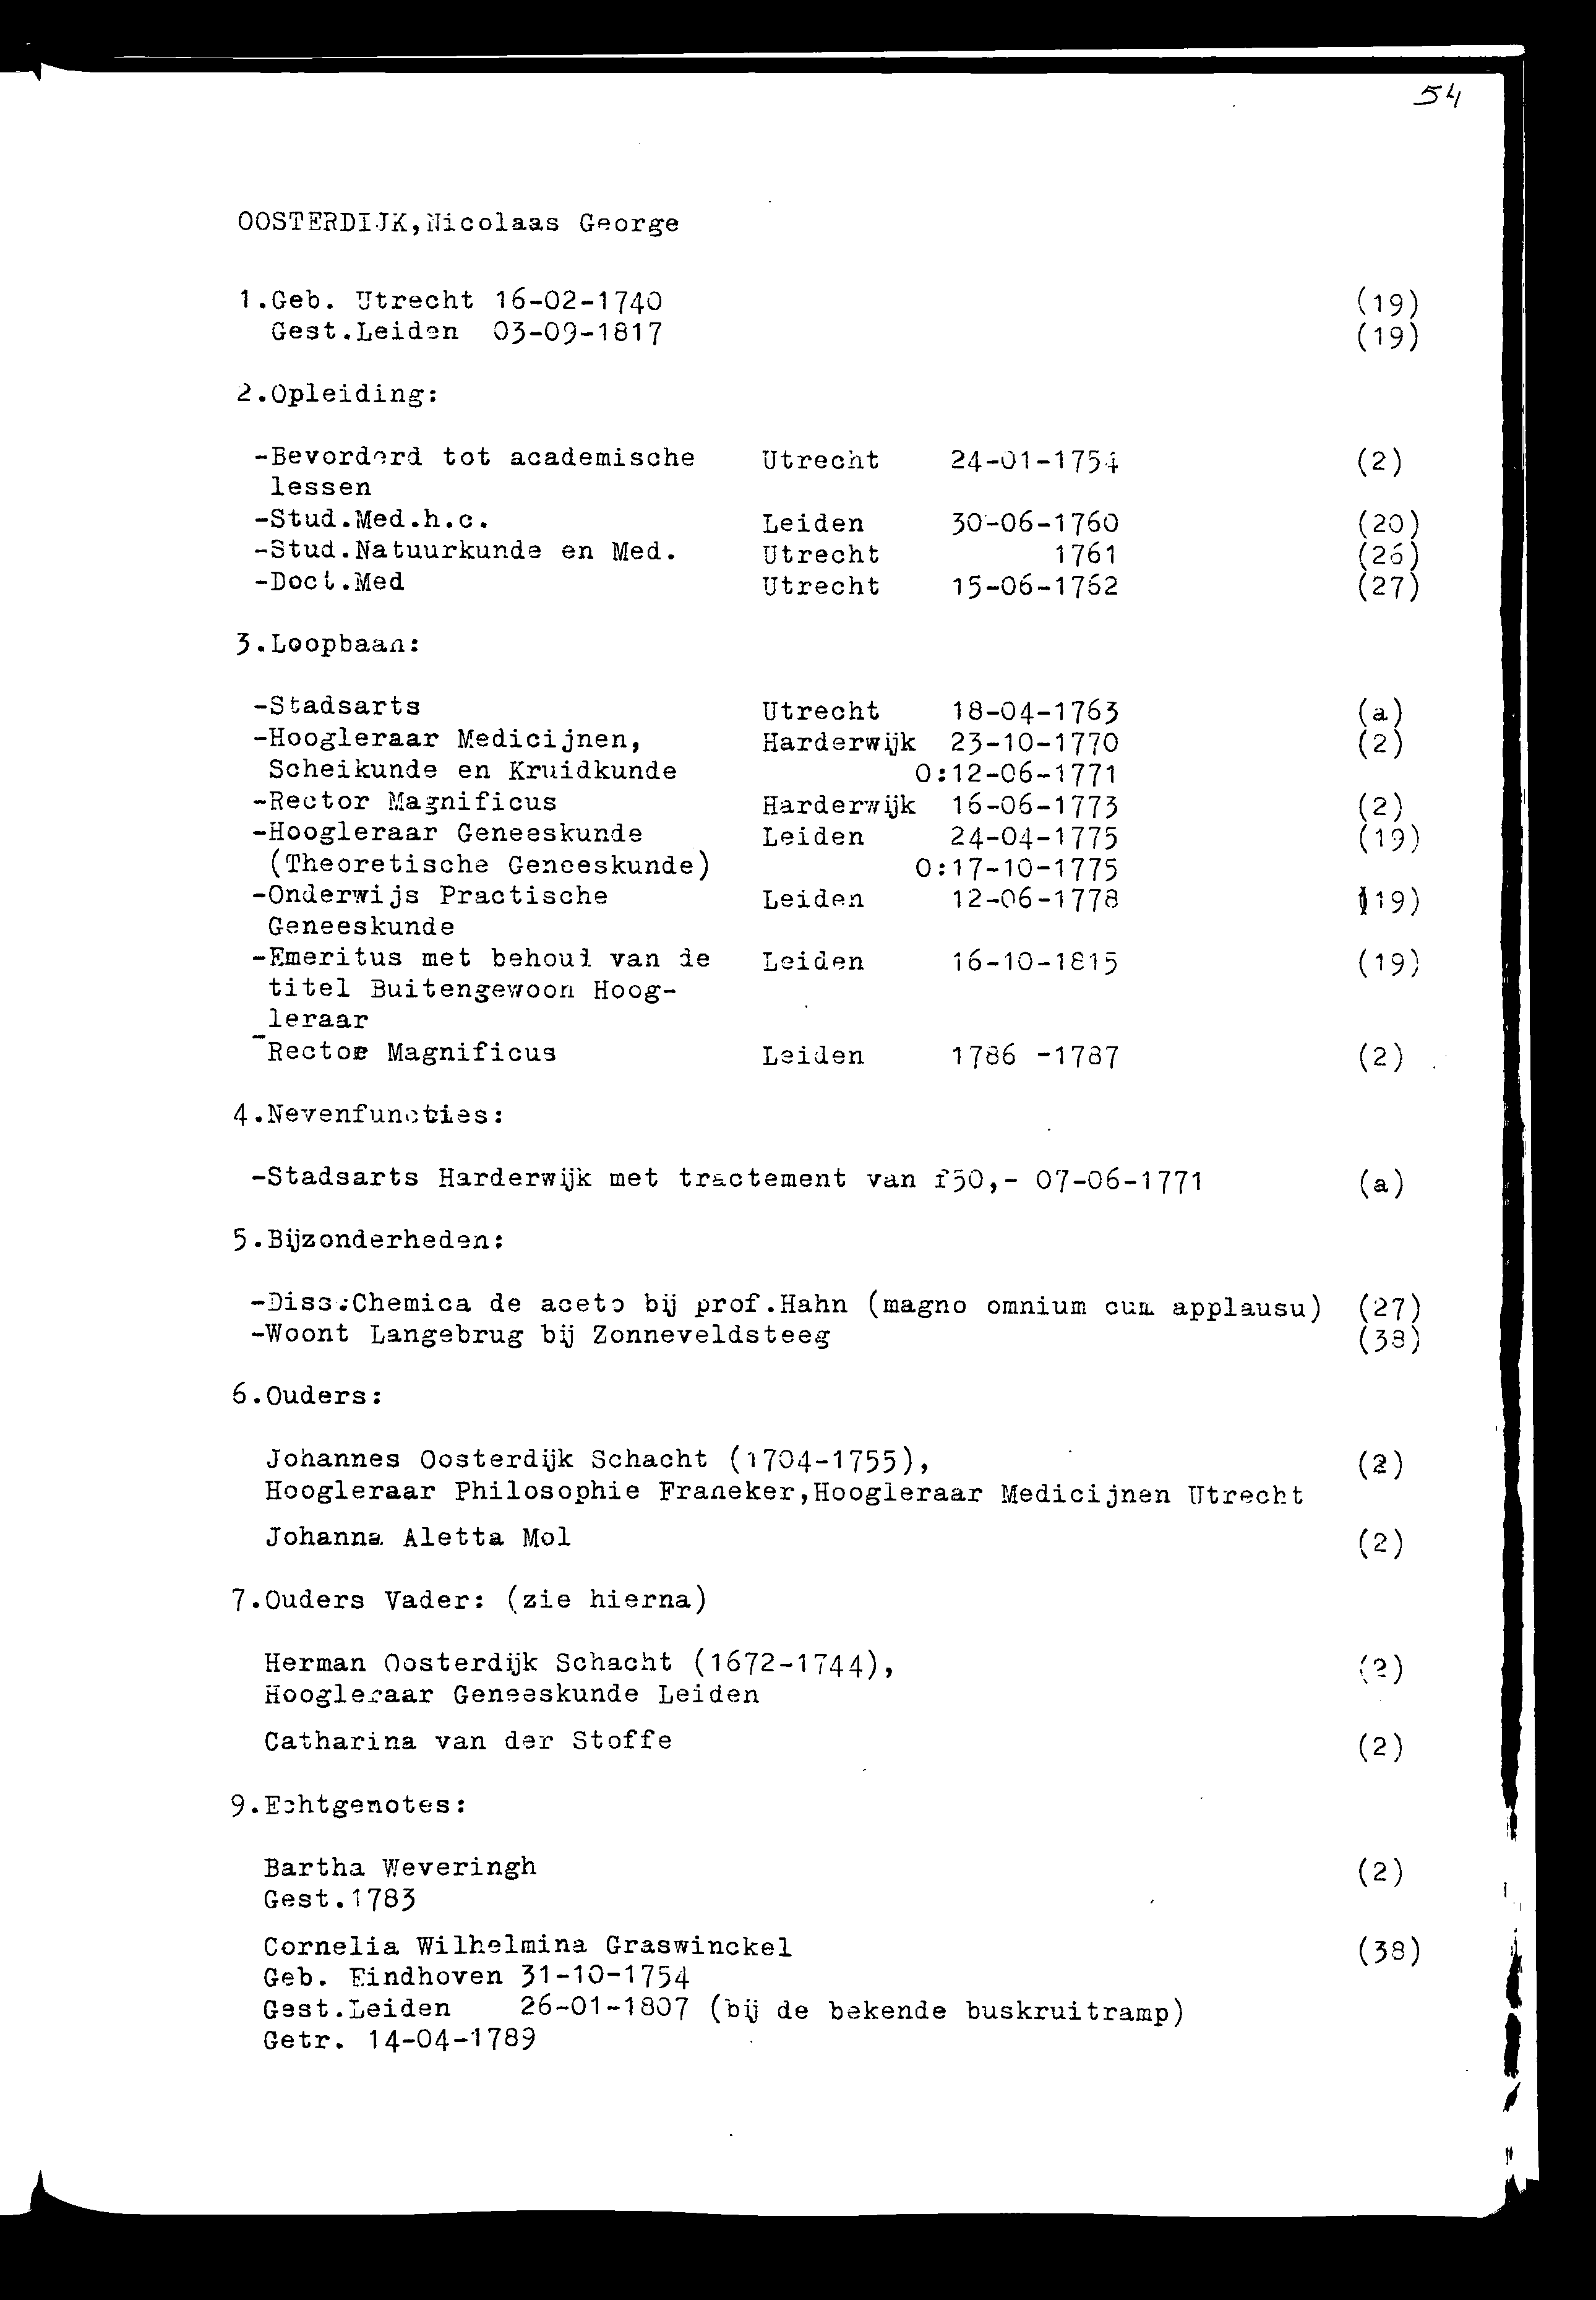 54
OOSTERDIJK,Nicolaas George
1.Geb. Utrecht 16-02-1740 (19)
Gest.Leiden 03-09-1817 (19)
2.Opleiding:
-Bevorderd tot academische Utrecht 24-01-1754 (2)
lessen
-Stud.Med.h.c. Leiden 30-06-1760 (20)
-Stud.Natuurkunde en Med. Utrecht 1761 (26)
-Doct.Med Utrecht 15-06-1762 (27)
3.Loopbaan:
-Stadsarts Utrecht 18-04-1763 (a)
-Hoogleraar Medicijnen, Harderwijk 23-10-1770 (2)
Scheikunde en Kruidkunde O:12-06-1771
-Rector Magnificus Harderwijk 16-06-1773 (2)
-Hoogleraar Geneeskunde Leiden 24-04-1775 (19)
(Theoretische Geneeskunde) O:17-10-1775
-Onderwijs Practische Leiden 12-06-1778 (19)
Geneeskunde
-Emeritus met behoud van de Leiden 16-10-1815 (19)
titel Buitengewoon Hoog-
leraar
-Rector Magnificus Leiden 1786 -1787 (2)
4.Nevenfuncties:
-Stadsarts Harderwijk met tractement van f50,- 07-06-1771 (a)
5.Bijzonderheden:
-Diss.:Chemica de aceto bij prof.Hahn (magno omnium cum applausu) (27)
-Woont Langebrug bij Zonneveldsteeg (38)
6.Ouders:
Johannes Oosterdijk Schacht (1704-1755), (2)
Hoogleraar Philosophie Franeker,Hoogleraar Medicijnen Utrecht
Johanna Aletta Mol (2)
7.Ouders Vader: (zie hierna)
Herman Oosterdijk Schacht (1672-1744), (2)
Hoogleraar Geneeskunde Leiden
Catharina van der Stoffe (2)
9.Echtgenotes:
Bartha Weveringh (2)
Gest.1783
Cornelia Wilhelmina Graswinckel (38)
Geb. Eindhoven 31-10-1754
Gest.Leiden 26-01-1807 (bij de bekende buskruitramp)
Getr. 14-04-1789